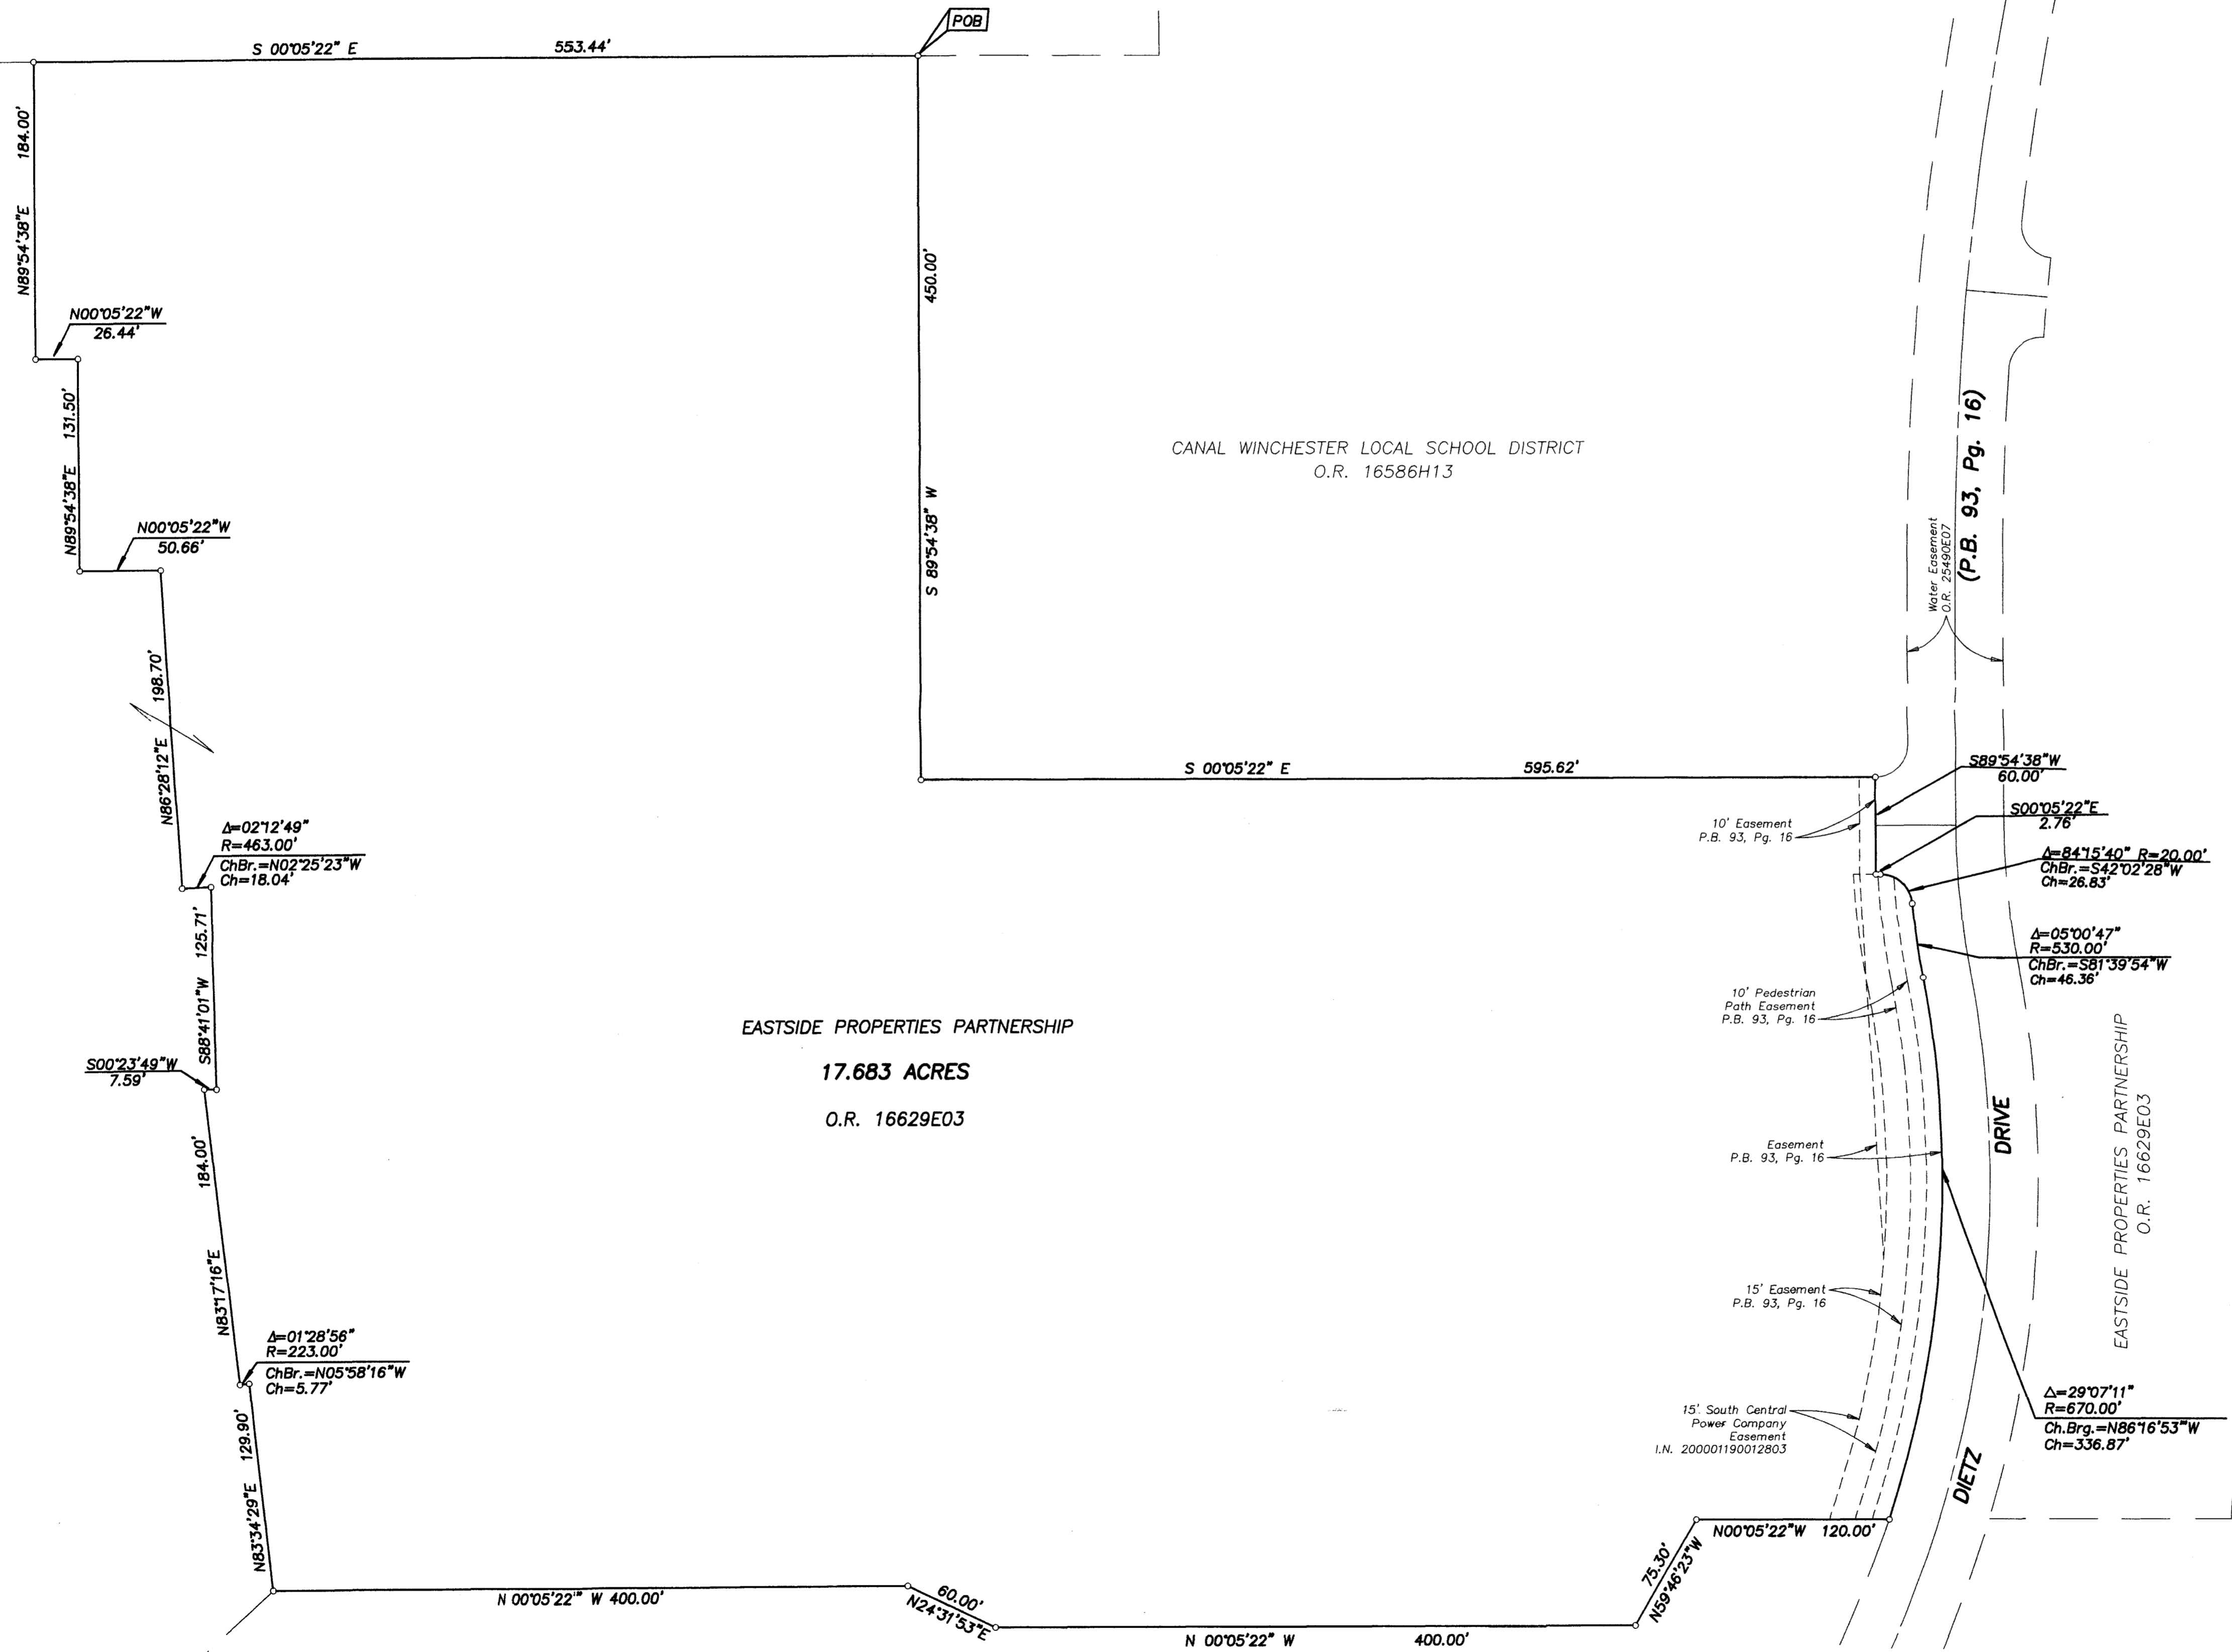 POB
S 00°05'22" E 553.44'
184.00'
N89°54'38"E
N00°05'22"W
26.44'
131.50'
N89°54'38"E
N00°05'22"W
50.66'
198.70'
N86°28'12"E
Δ=02°12'49"
R=463.00'
ChBr.=N02°25'23"W
Ch=18.04'
125.71'
S88°41'01"W
S00°23'49"W
7.59'
184.00'
N83°17'16"E
Δ=01°28'56"
R=223.00'
ChBr.=N05°58'16"W
Ch=5.77'
129.90'
N83°34'29"E
N 00°05'22" W 400.00'
60.00'
N24°31'53"E
N 00°05'22" W 400.00'
75.30'
N59°46'23"W
N00°05'22"W 120.00'
450.00'
S 89°54'38" W
CANAL WINCHESTER LOCAL SCHOOL DISTRICT
O.R. 16586H13
S 00°05'22" E 595.62'
EASTSIDE PROPERTIES PARTNERSHIP
17.683 ACRES
O.R. 16629E03
Water Easement
O.R. 25490E07
(P.B. 93, Pg. 16)
S89°54'38"W
60.00'
S00°05'22"E
2.76'
10' Easement
P.B. 93, Pg. 16
Δ=84°15'40" R=20.00'
ChBr.=S42°02'28"W
Ch=26.83'
Δ=05°00'47"
R=530.00'
ChBr.=S81°39'54"W
Ch=46.36'
10' Pedestrian
Path Easement
P.B. 93, Pg. 16
Easement
P.B. 93, Pg. 16
15' Easement
P.B. 93, Pg. 16
15' South Central
Power Company
Easement
I.N. 200001190012803
DIETZ DRIVE
EASTSIDE PROPERTIES PARTNERSHIP
O.R. 16629E03
Δ=29°07'11"
R=670.00'
Ch.Brg.=N86°16'53"W
Ch=336.87'